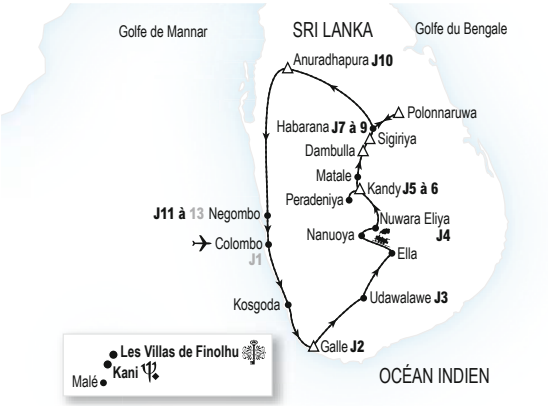 Golfe de Mannar
SRI LANKA
Golfe du Bengale
Anuradhapura J10
Polonnaruwa
Habarana J7 à 9
Sigiriya
Dambulla
Matale
Kandy J5 à 6
Peradeniya
J11 à 13 Negombo
Nuwara Eliya
J4
Nanuoya
Colombo
J1
Ella
Kosgoda
Udawalawe J3
Galle J2
Les Villas de Finolhu
Kani
Malé
OCÉAN INDIEN